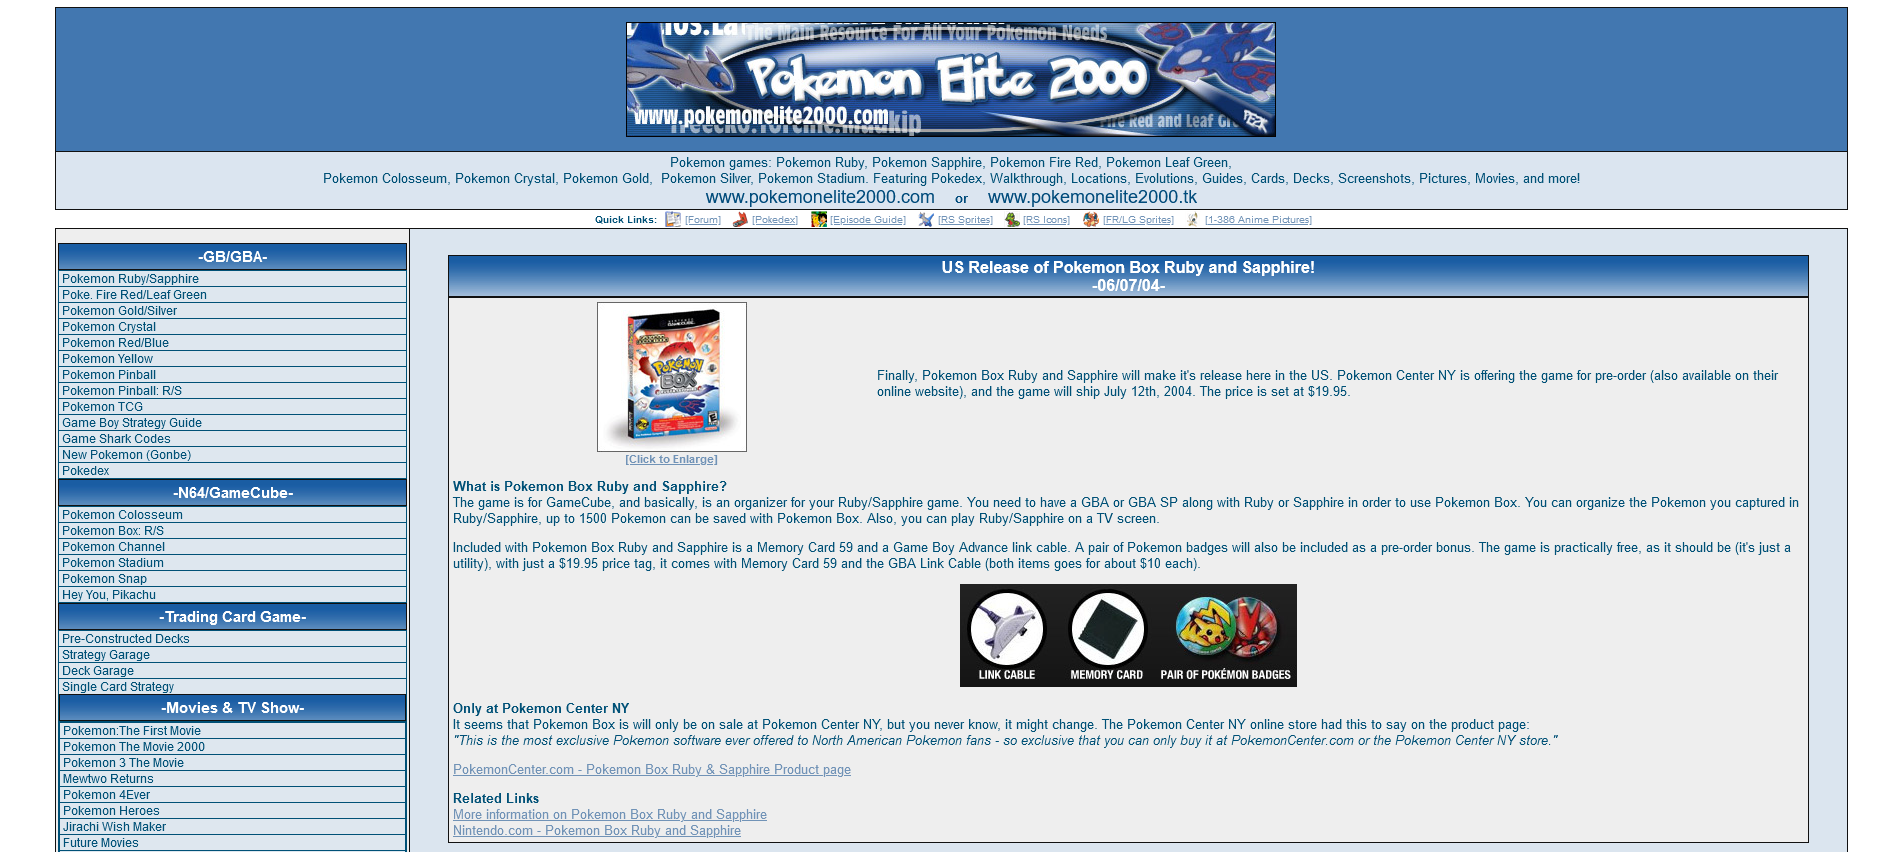 The Main Resource For All Your Pokemon Needs
Pokemon Elite 2000
www.pokemonelite2000.com
Fire Red and Leaf
Pokemon games: Pokemon Ruby, Pokemon Sapphire, Pokemon Fire Red, Pokemon Leaf Green,
Pokemon Colosseum, Pokemon Crystal, Pokemon Gold,  Pokemon Silver, Pokemon Stadium. Featuring Pokedex, Walkthrough, Locations, Evolutions, Guides, Cards, Decks, Screenshots, Pictures, Movies, and more!
www.pokemonelite2000.com or www.pokemonelite2000.tk
Quick Links: [Forum] [Pokedex] [Episode Guide] [RS Sprites] [RS Icons] [FR/LG Sprites] [1-386 Anime Pictures]
-GB/GBA-
Pokemon Ruby/Sapphire
Poke. Fire Red/Leaf Green
Pokemon Gold/Silver
Pokemon Crystal
Pokemon Red/Blue
Pokemon Yellow
Pokemon Pinball
Pokemon Pinball: R/S
Pokemon TCG
Game Boy Strategy Guide
Game Shark Codes
New Pokemon (Gonbe)
Pokedex
-N64/GameCube-
Pokemon Colosseum
Pokemon Box: R/S
Pokemon Channel
Pokemon Stadium
Pokemon Snap
Hey You, Pikachu
-Trading Card Game-
Pre-Constructed Decks
Strategy Garage
Deck Garage
Single Card Strategy
-Movies & TV Show-
Pokemon:The First Movie
Pokemon The Movie 2000
Pokemon 3 The Movie
Mewtwo Returns
Pokemon 4Ever
Pokemon Heroes
Jirachi Wish Maker
Future Movies
US Release of Pokemon Box Ruby and Sapphire!
-06/07/04-
POKéMON
BOX
[Click to Enlarge]
Finally, Pokemon Box Ruby and Sapphire will make it's release here in the US. Pokemon Center NY is offering the game for pre-order (also available on their
online website), and the game will ship July 12th, 2004. The price is set at $19.95.
What is Pokemon Box Ruby and Sapphire?
The game is for GameCube, and basically, is an organizer for your Ruby/Sapphire game. You need to have a GBA or GBA SP along with Ruby or Sapphire in order to use Pokemon Box. You can organize the Pokemon you captured in
Ruby/Sapphire, up to 1500 Pokemon can be saved with Pokemon Box. Also, you can play Ruby/Sapphire on a TV screen.
Included with Pokemon Box Ruby and Sapphire is a Memory Card 59 and a Game Boy Advance link cable. A pair of Pokemon badges will also be included as a pre-order bonus. The game is practically free, as it should be (it's just a
utility), with just a $19.95 price tag, it comes with Memory Card 59 and the GBA Link Cable (both items goes for about $10 each).
LINK CABLE MEMORY CARD PAIR OF POKÉMON BADGES
Only at Pokemon Center NY
It seems that Pokemon Box is will only be on sale at Pokemon Center NY, but you never know, it might change. The Pokemon Center NY online store had this to say on the product page:
"This is the most exclusive Pokemon software ever offered to North American Pokemon fans - so exclusive that you can only buy it at PokemonCenter.com or the Pokemon Center NY store."
PokemonCenter.com - Pokemon Box Ruby & Sapphire Product page
Related Links
More information on Pokemon Box Ruby and Sapphire
Nintendo.com - Pokemon Box Ruby and Sapphire